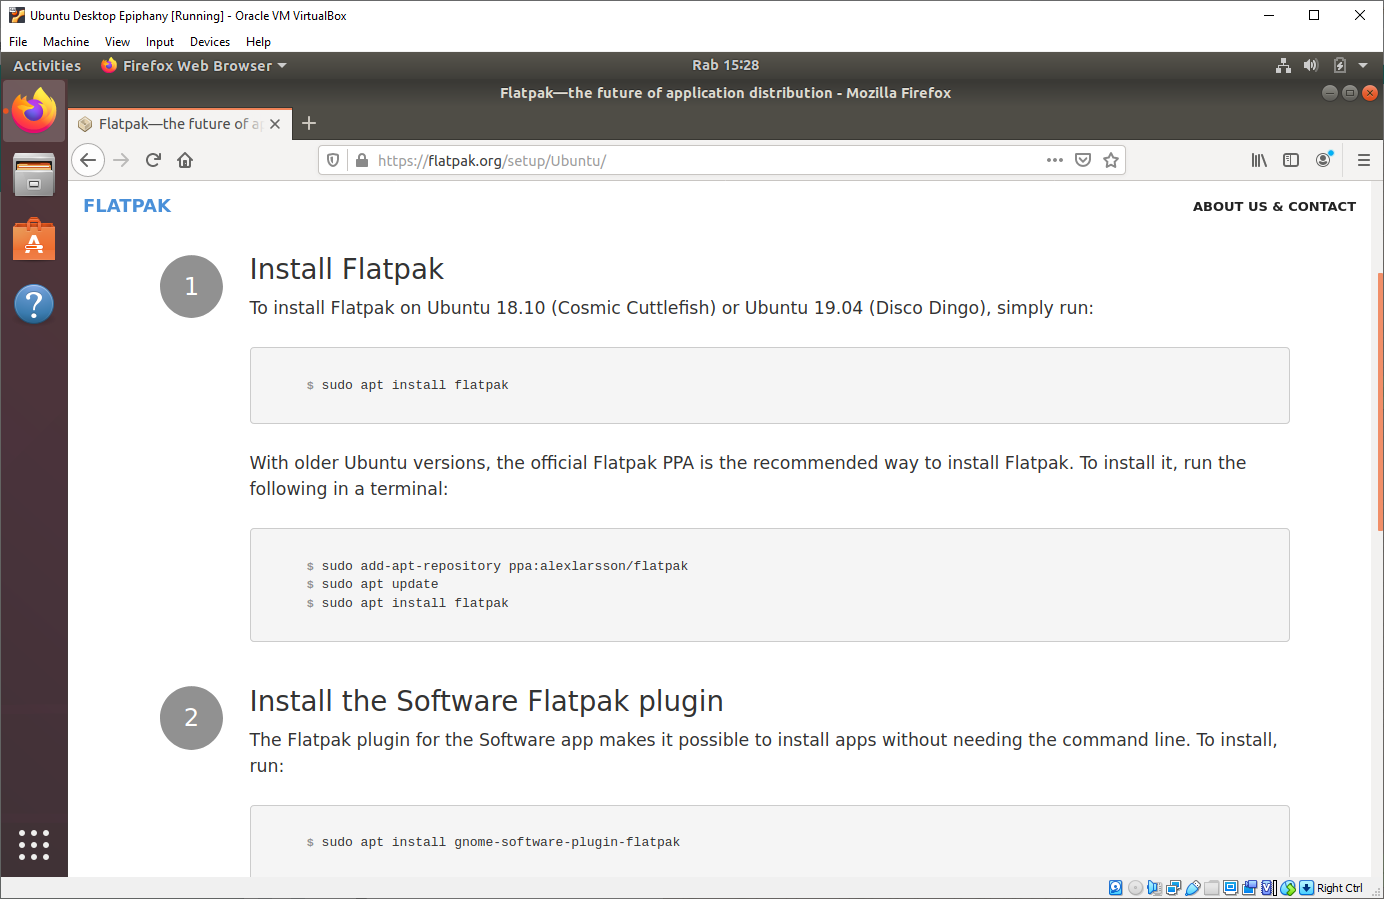 Ubuntu Desktop Epiphany [Running] - Oracle VM VirtualBox
File Machine View Input Devices Help
Activities Firefox Web Browser Rab 15:28
Flatpak—the future of application distribution - Mozilla Firefox
Flatpak—the future of a
https://flatpak.org/setup/Ubuntu/
FLATPAK ABOUT US & CONTACT
1 Install Flatpak
To install Flatpak on Ubuntu 18.10 (Cosmic Cuttlefish) or Ubuntu 19.04 (Disco Dingo), simply run:
$ sudo apt install flatpak
With older Ubuntu versions, the official Flatpak PPA is the recommended way to install Flatpak. To install it, run the
following in a terminal:
$ sudo add-apt-repository ppa:alexlarsson/flatpak
$ sudo apt update
$ sudo apt install flatpak
2 Install the Software Flatpak plugin
The Flatpak plugin for the Software app makes it possible to install apps without needing the command line. To install,
run:
$ sudo apt install gnome-software-plugin-flatpak
Right Ctrl